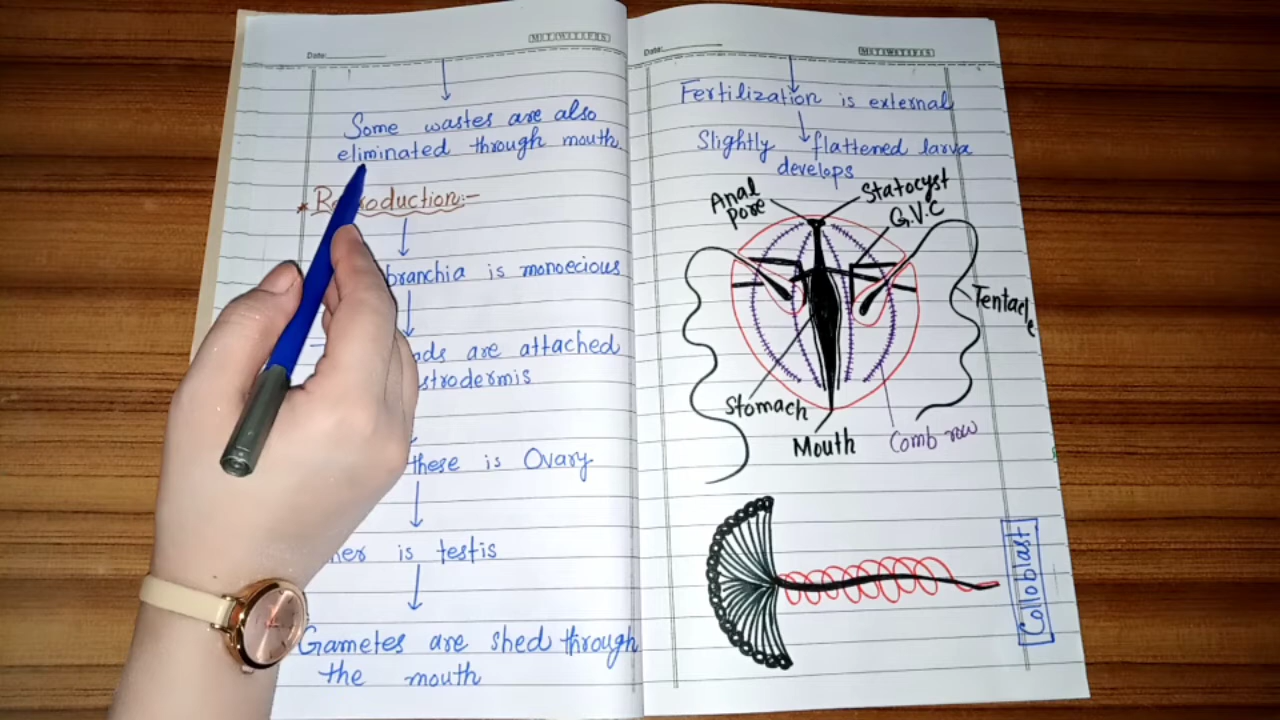 Date:
M T W T F S
Some wastes are also
eliminated through mouth
* Reproduction:-
branchia is monoecious
are attached
these is Ovary
is testis
Gametes are shed through
the mouth
Date:
M T W T F S
Fertilization is external
Slightly flattened larva
develops
Anal
pore
Statocyst
G.V.C
Tentacle
Stomach
Mouth
Comb row
Colloblast